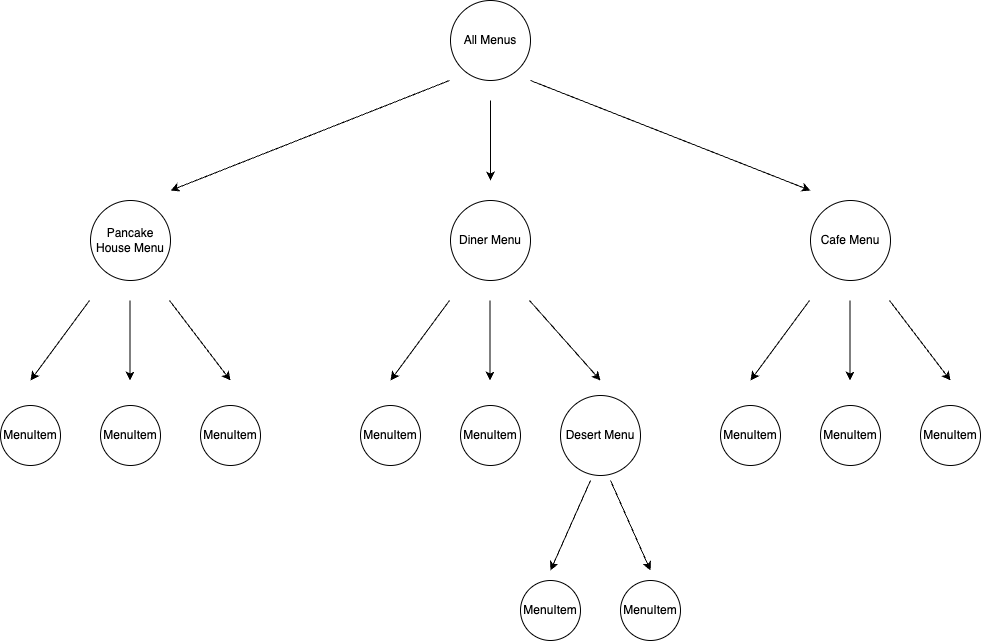 All Menus
Pancake
House Menu
Diner Menu
Cafe Menu
MenuItem
MenuItem
MenuItem
MenuItem
MenuItem
Desert Menu
MenuItem
MenuItem
MenuItem
MenuItem
MenuItem